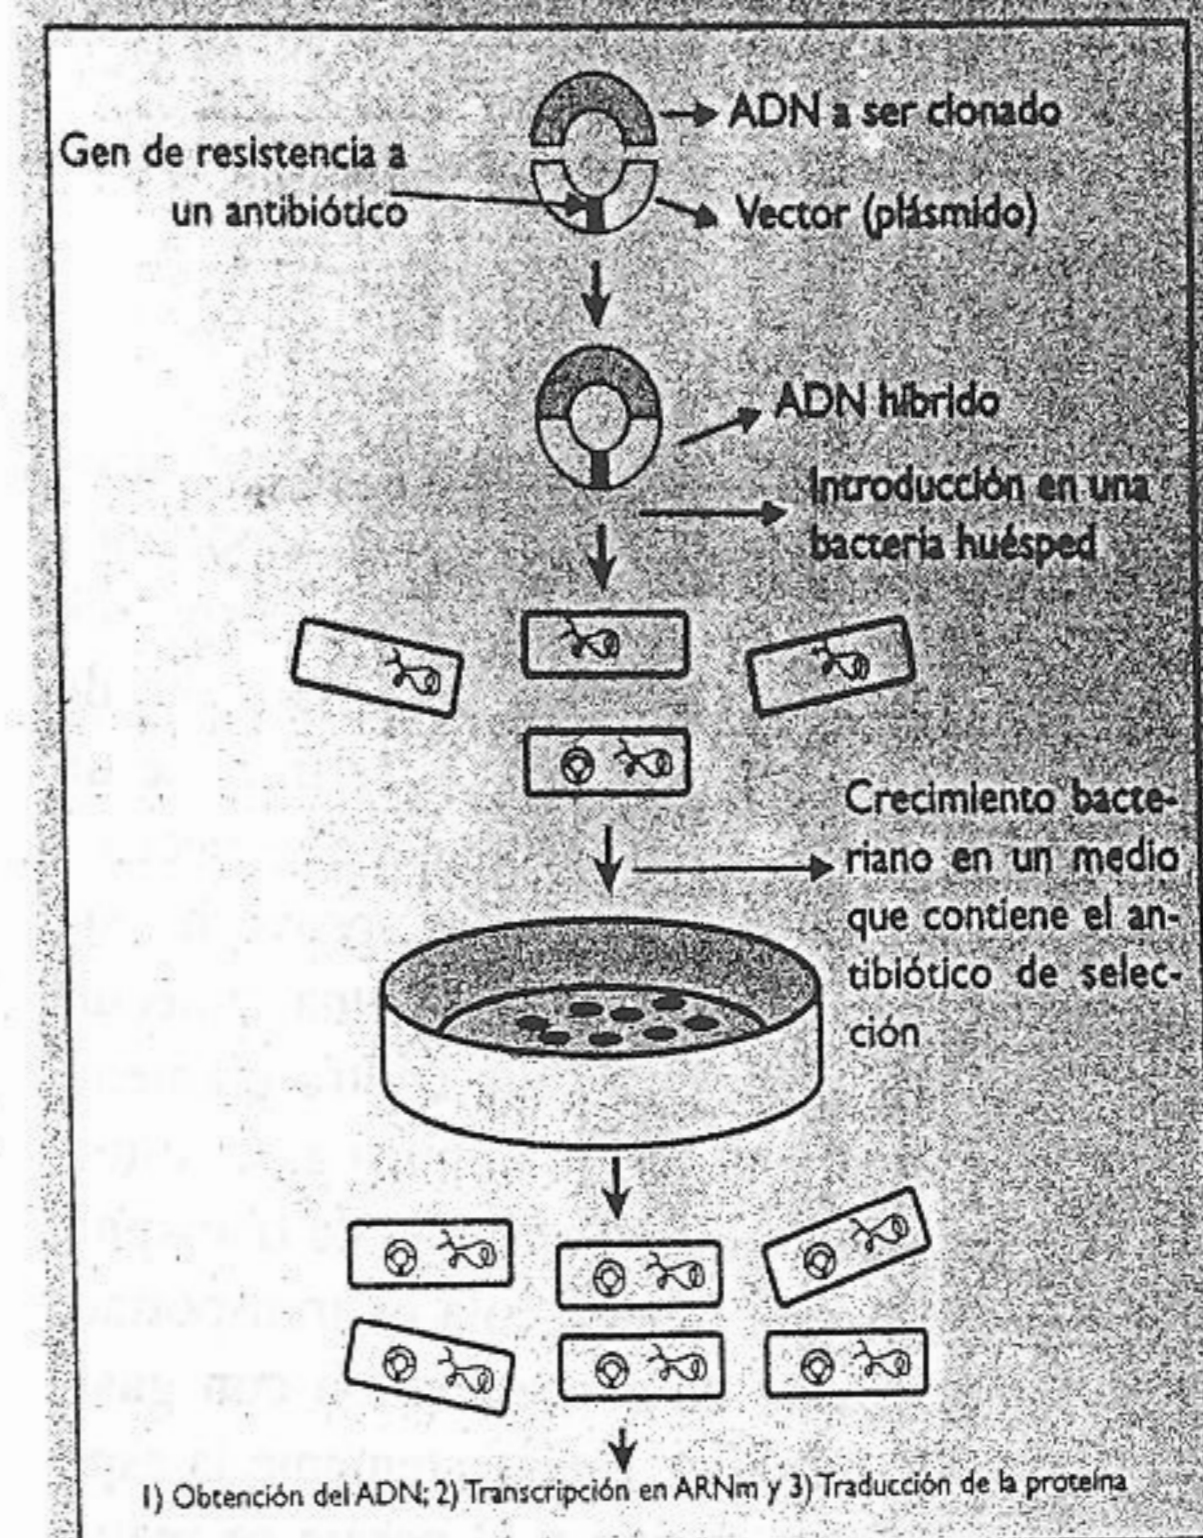 ADN a ser clonado
Gen de resistencia a
un antibiótico
Vector (plásmido)
ADN híbrido
Introducción en una
bacteria huésped
Crecimiento bacte-
riano en un medio
que contiene el an-
tibiótico de selec-
ción
1) Obtención del ADN; 2) Transcripción en ARNm y 3) Traducción de la proteína